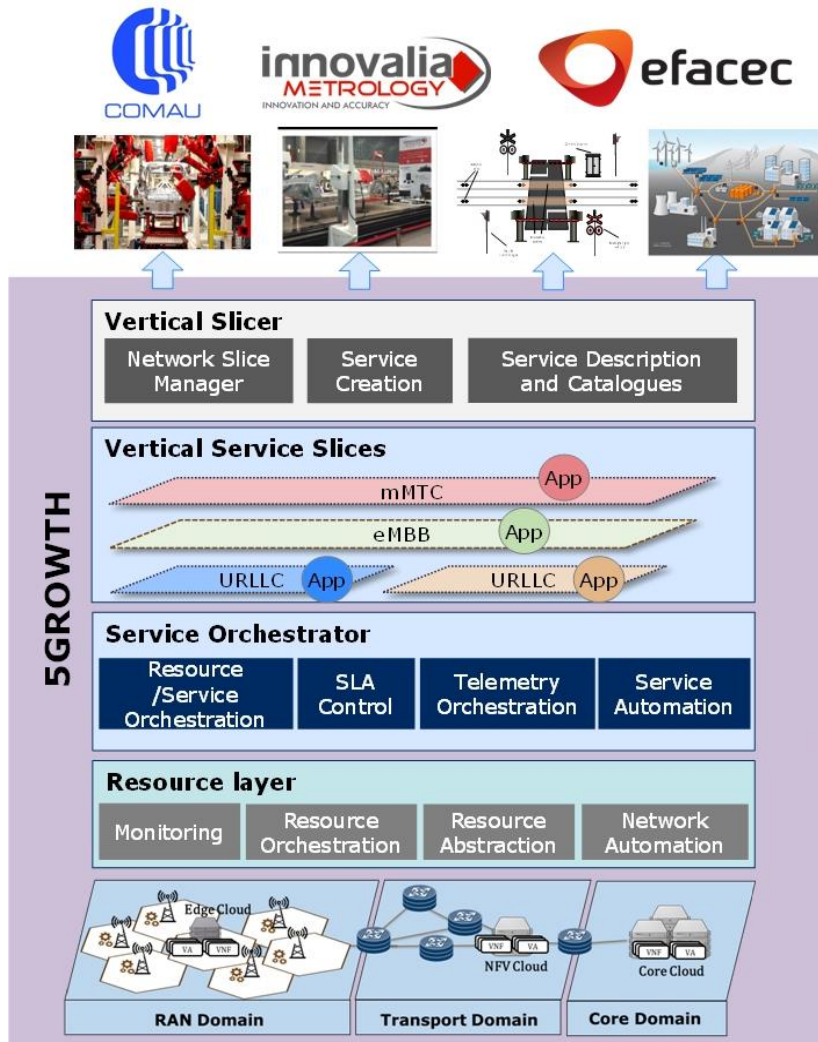 COMAU
innovalia
METROLOGY
INNOVATION AND ACCURACY
efacec
5GROWTH
Vertical Slicer
Network Slice
Manager
Service
Creation
Service Description
and Catalogues
Vertical Service Slices
App
mMTC
App
eMBB
URLLC
App
URLLC
App
Service Orchestrator
Resource
/Service
Orchestration
SLA
Control
Telemetry
Orchestration
Service
Automation
Resource layer
Monitoring
Resource
Orchestration
Resource
Abstraction
Network
Automation
Edge Cloud
VA
VNF
VNF
VA
NFV Cloud
VNF
VA
Core Cloud
RAN Domain
Transport Domain
Core Domain